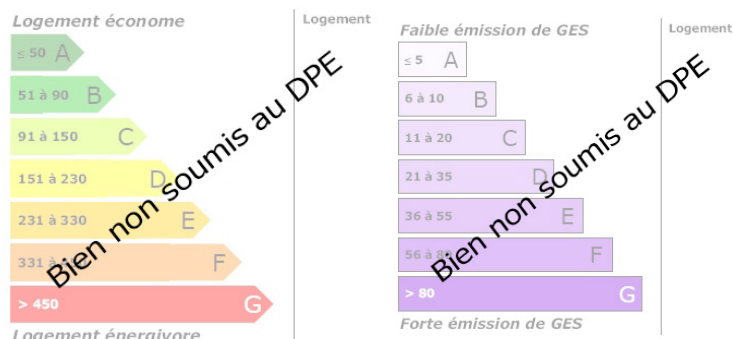 Logement économe
Logement
≤ 50 A
51 à 90 B
91 à 150 C
151 à 230 D
231 à 330 E
331 à F
> 450 G
Logement énergivore
Bien non soumis au DPE
Faible émission de GES
Logement
≤ 5 A
6 à 10 B
11 à 20 C
21 à 35 D
36 à 55 E
56 à 80 F
> 80 G
Forte émission de GES
Bien non soumis au DPE